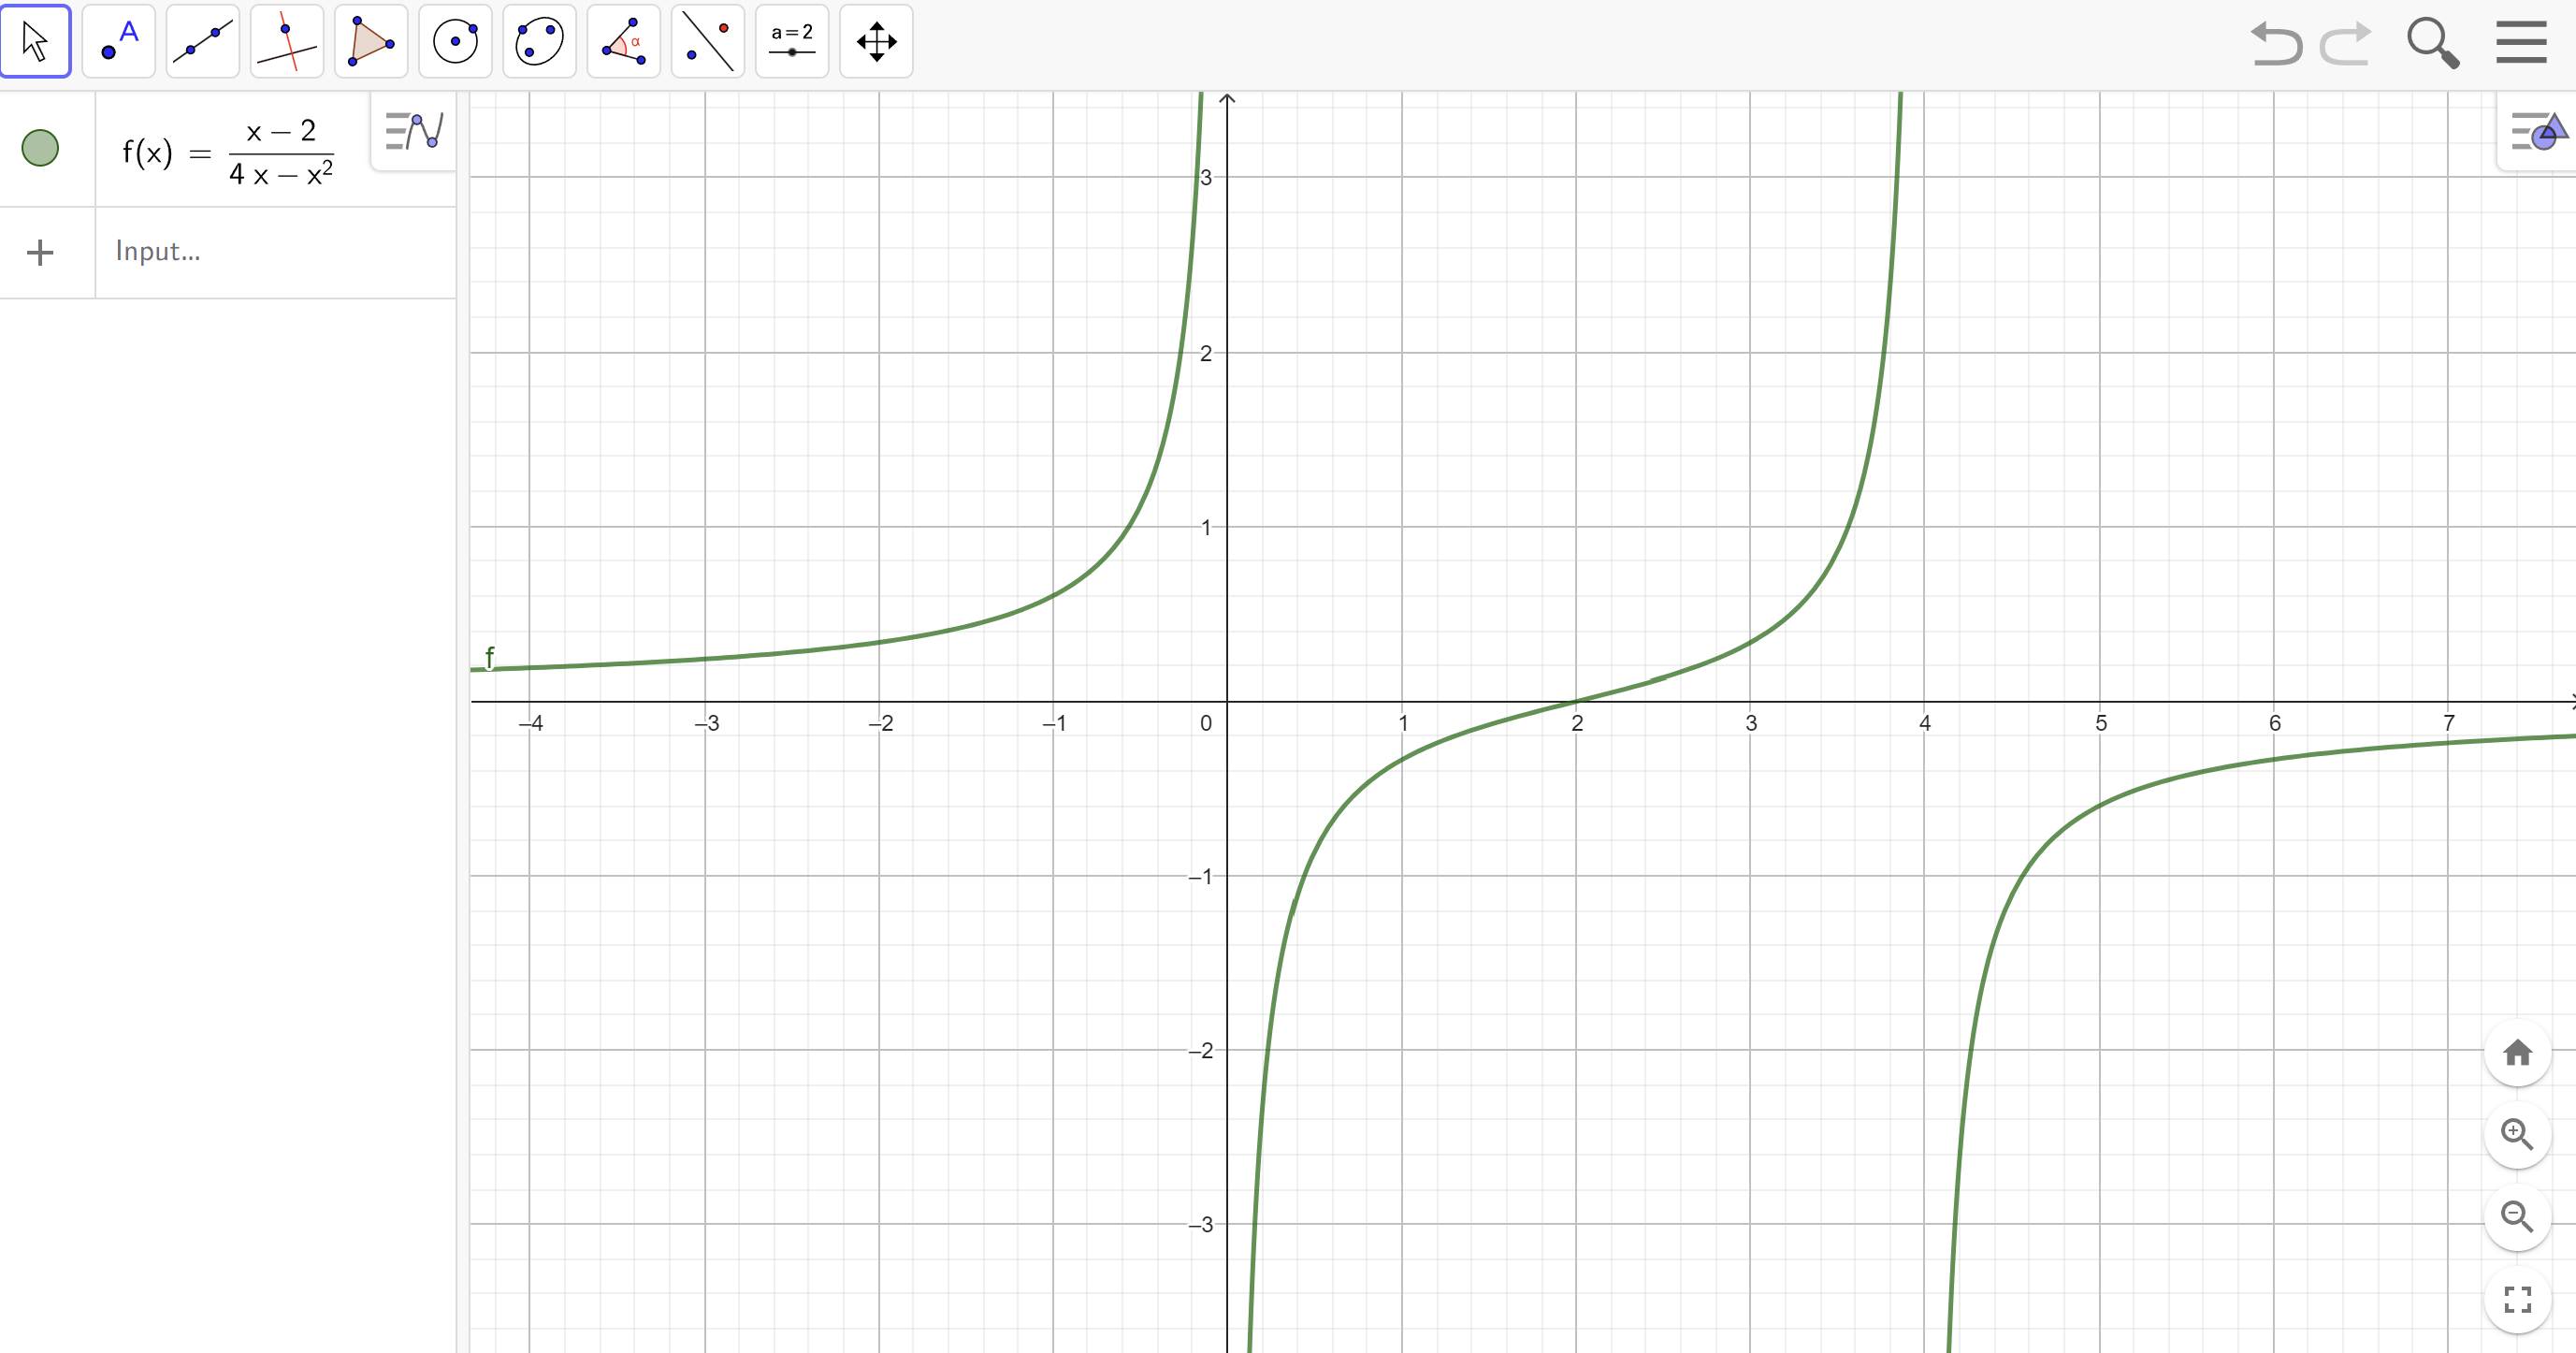 A
α
a = 2
f(x) = (x – 2)/(4 x – x²)
Input...
f
3
2
1
–4 –3 –2 –1 0 1 2 3 4 5 6 7
–1
–2
–3